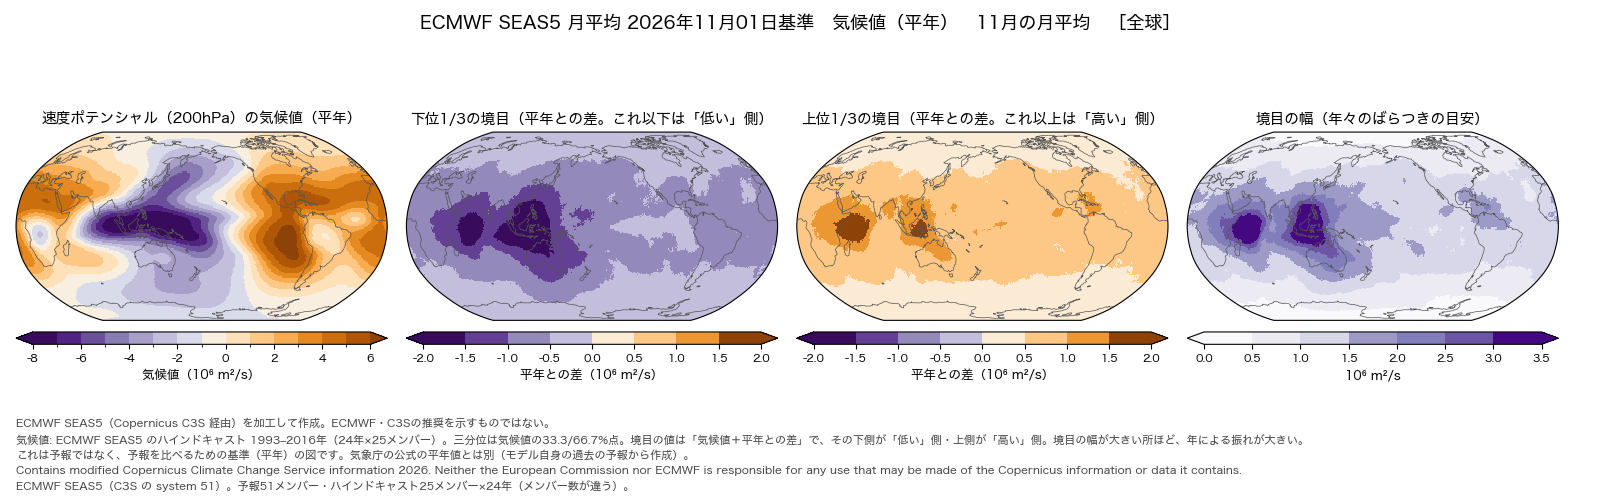 ECMWF SEAS5 月平均 2026年11月01日基準　気候値（平年）　11月の月平均　［全球］
速度ポテンシャル（200hPa）の気候値（平年）
下位1/3の境目（平年との差。これ以下は「低い」側）
上位1/3の境目（平年との差。これ以上は「高い」側）
境目の幅（年々のばらつきの目安）
-8 -6 -4 -2 0 2 4 6
気候値（10⁶ m²/s）
-2.0 -1.5 -1.0 -0.5 0.0 0.5 1.0 1.5 2.0
平年との差（10⁶ m²/s）
-2.0 -1.5 -1.0 -0.5 0.0 0.5 1.0 1.5 2.0
平年との差（10⁶ m²/s）
0.0 0.5 1.0 1.5 2.0 2.5 3.0 3.5
10⁶ m²/s
ECMWF SEAS5（Copernicus C3S 経由）を加工して作成。ECMWF・C3Sの推奨を示すものではない。
気候値: ECMWF SEAS5 のハインドキャスト 1993–2016年（24年×25メンバー）。三分位は気候値の33.3/66.7%点。境目の値は「気候値＋平年との差」で、その下側が「低い」側・上側が「高い」側。境目の幅が大きい所ほど、年による振れが大きい。
これは予報ではなく、予報を比べるための基準（平年）の図です。気象庁の公式の平年値とは別（モデル自身の過去の予報から作成）。
Contains modified Copernicus Climate Change Service information 2026. Neither the European Commission nor ECMWF is responsible for any use that may be made of the Copernicus information or data it contains.
ECMWF SEAS5（C3S の system 51）。予報51メンバー・ハインドキャスト25メンバー×24年（メンバー数が違う）。